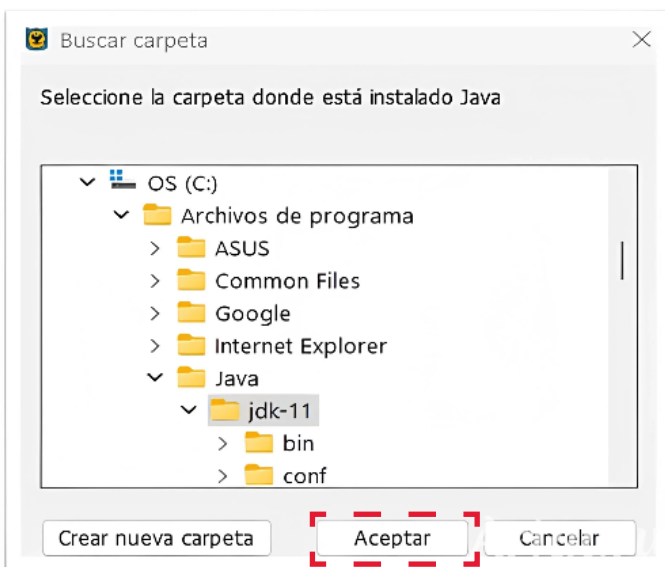 Buscar carpeta
Seleccione la carpeta donde está instalado Java
OS (C:)
Archivos de programa
ASUS
Common Files
Google
Internet Explorer
Java
jdk-11
bin
conf
Crear nueva carpeta Aceptar Cancelar